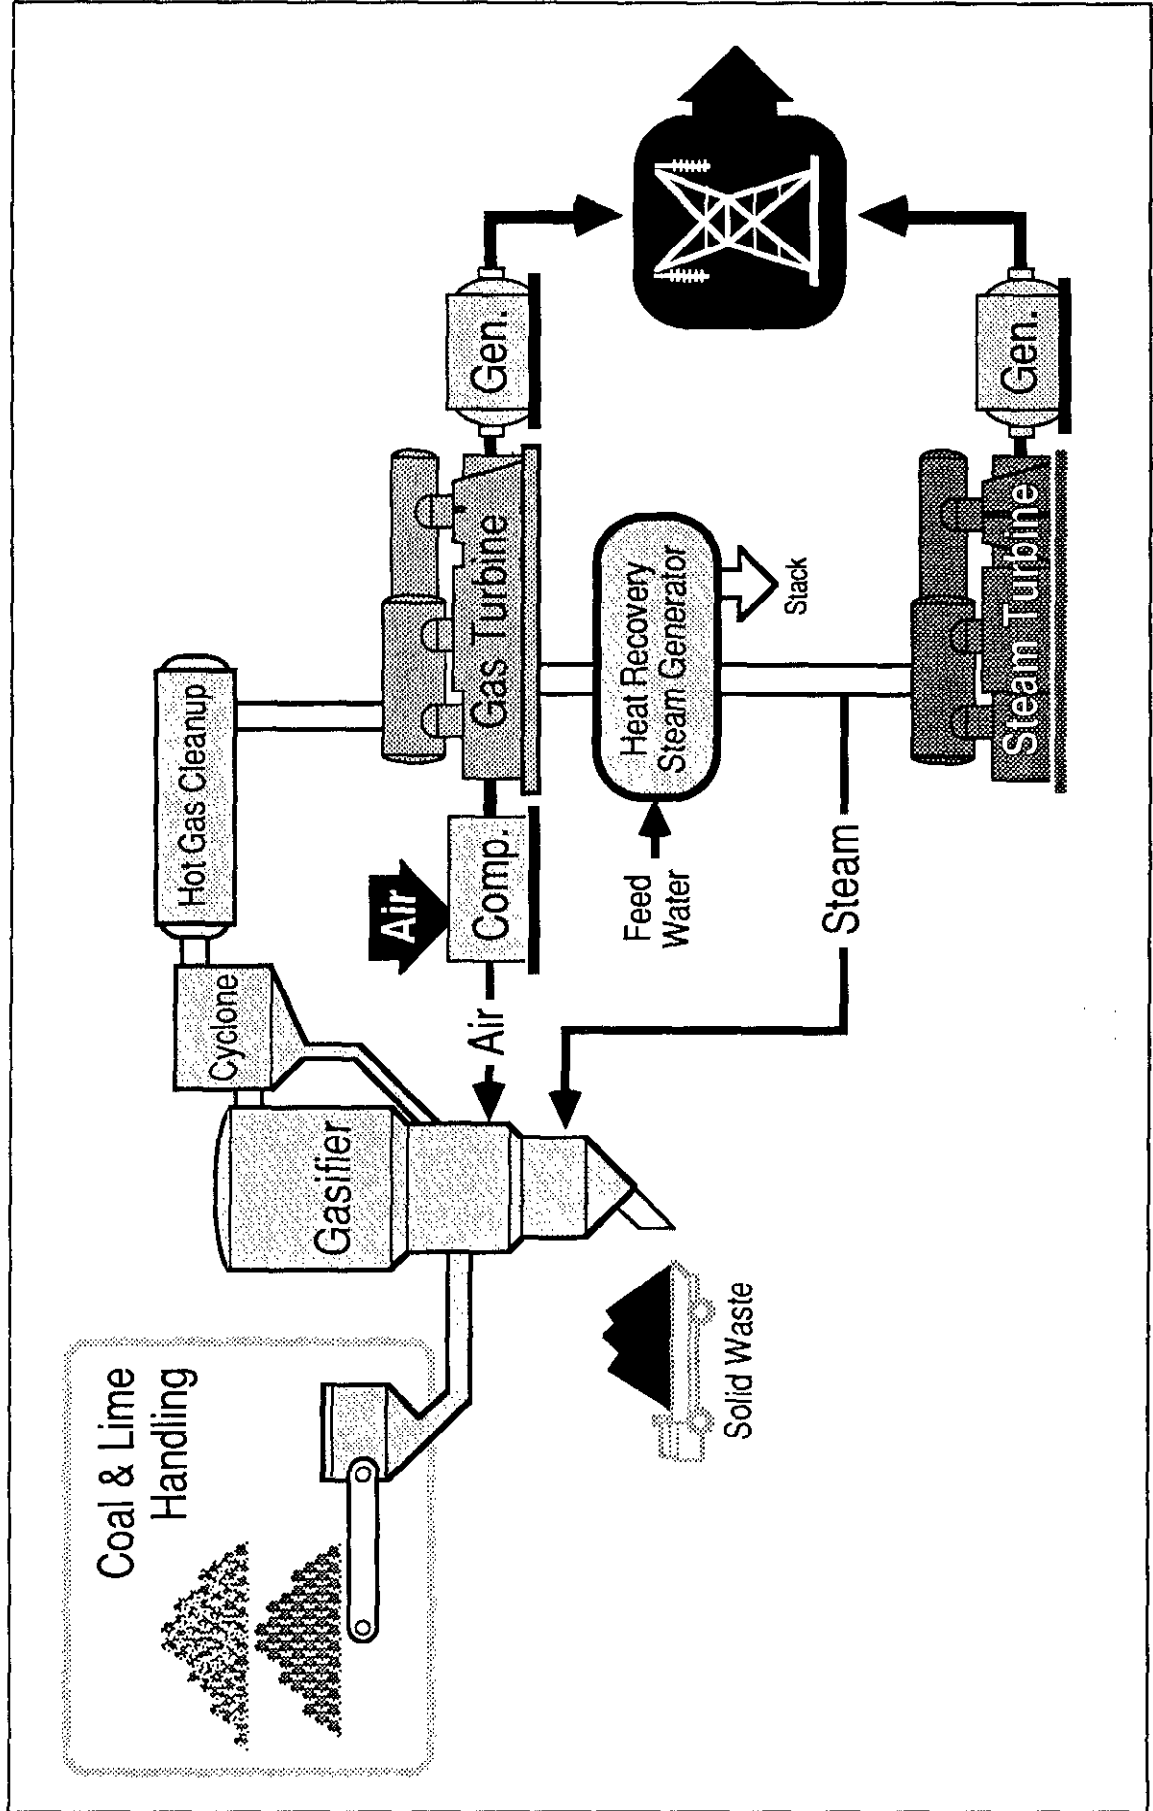 Coal & Lime
Handling
Gasifier
Cyclone
Hot Gas Cleanup
Air
Comp.
Air
Gas Turbine
Gen.
Feed
Water
Heat Recovery
Steam Generator
Stack
Steam
Solid Waste
Steam Turbine
Gen.